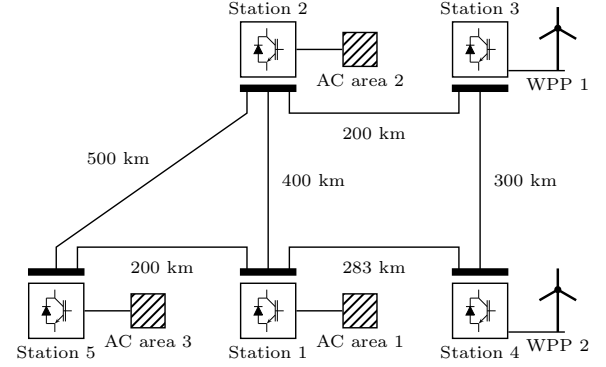 Station 2
Station 3
AC area 2
WPP 1
200 km
500 km
400 km
300 km
200 km
283 km
AC area 3
AC area 1
WPP 2
Station 5
Station 1
Station 4